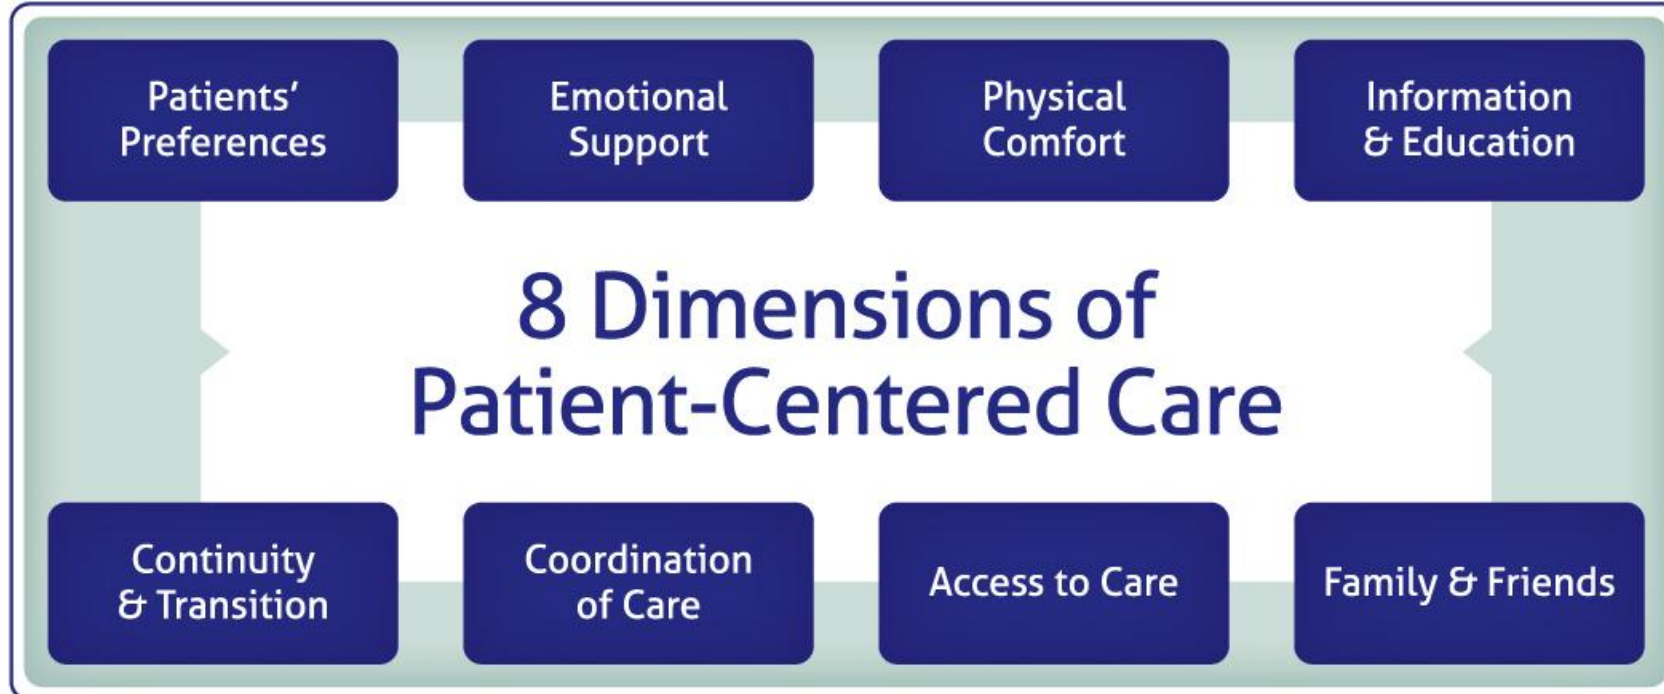 Patients’
Preferences
Emotional
Support
Physical
Comfort
Information
& Education
8 Dimensions of
Patient-Centered Care
Continuity
& Transition
Coordination
of Care
Access to Care
Family & Friends